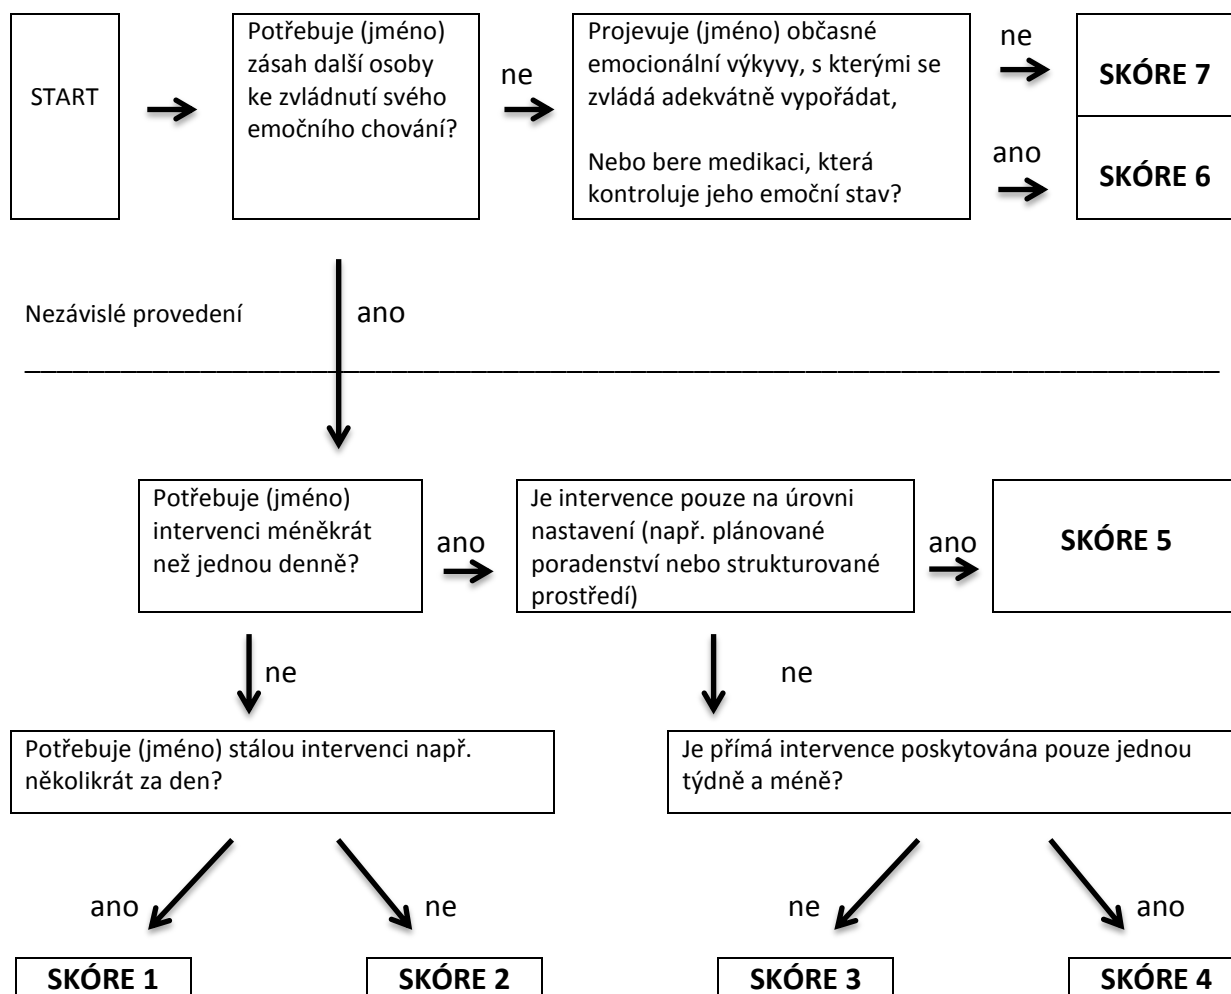 START
Potřebuje (jméno)
zásah další osoby
ke zvládnutí svého
emočního chování?
ne
Projevuje (jméno) občasné
emocionální výkyvy, s kterými se
zvládá adekvátně vypořádat,
Nebo bere medikaci, která
kontroluje jeho emoční stav?
ne
SKÓRE 7
ano
SKÓRE 6
Nezávislé provedení
ano
Potřebuje (jméno)
intervenci méněkrát
než jednou denně?
ano
Je intervence pouze na úrovni
nastavení (např. plánované
poradenství nebo strukturované
prostředí)
ano
SKÓRE 5
ne
ne
Potřebuje (jméno) stálou intervenci např.
několikrát za den?
Je přímá intervence poskytována pouze jednou
týdně a méně?
ano
ne
ne
ano
SKÓRE 1
SKÓRE 2
SKÓRE 3
SKÓRE 4